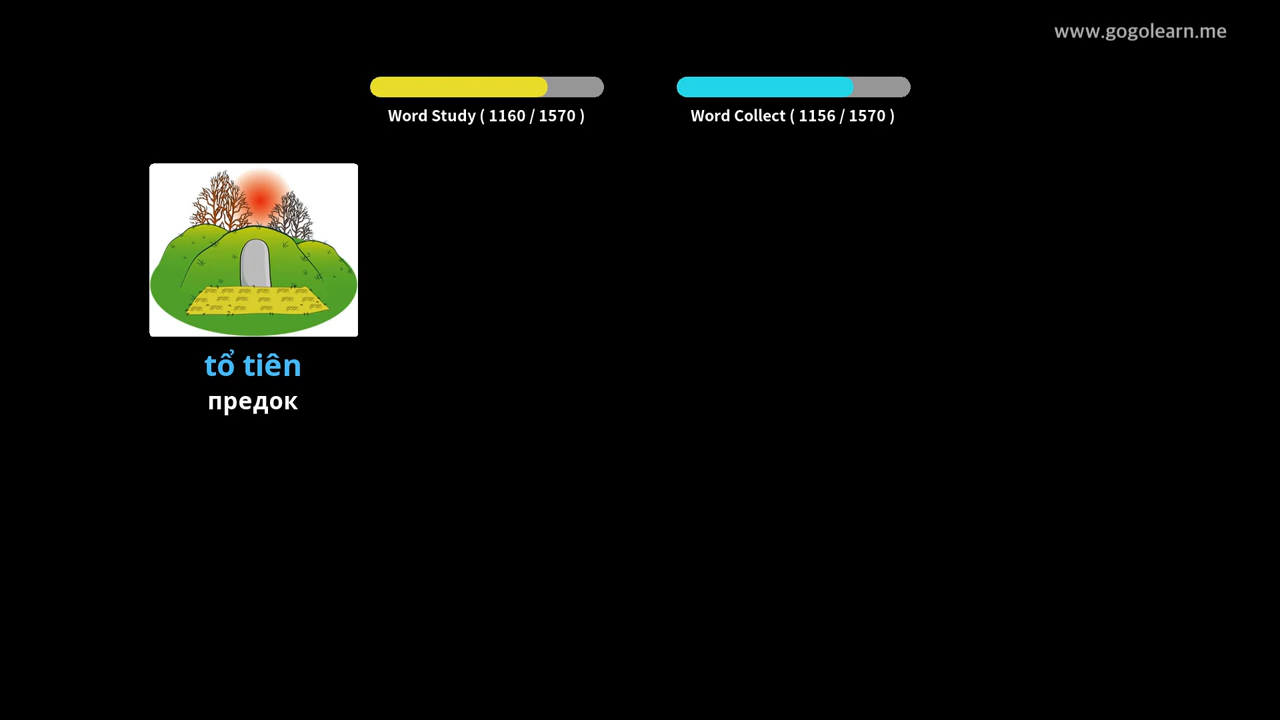 www.gogolearn.me
Word Study ( 1160 / 1570 )
Word Collect ( 1156 / 1570 )
tổ tiên
предок